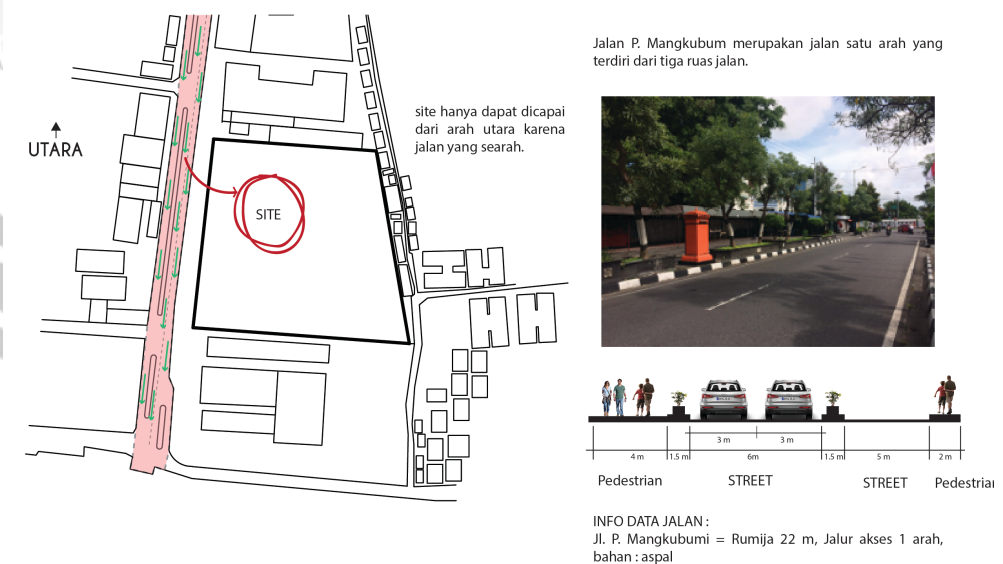 UTARA
SITE
site hanya dapat dicapai
dari arah utara karena
jalan yang searah.
Jalan P. Mangkubum merupakan jalan satu arah yang
terdiri dari tiga ruas jalan.
3 m 3 m
4 m 1.5 m 6m 1.5 m 5 m 2 m
Pedestrian STREET STREET Pedestrian
INFO DATA JALAN :
Jl. P. Mangkubumi = Rumija 22 m, Jalur akses 1 arah,
bahan : aspal